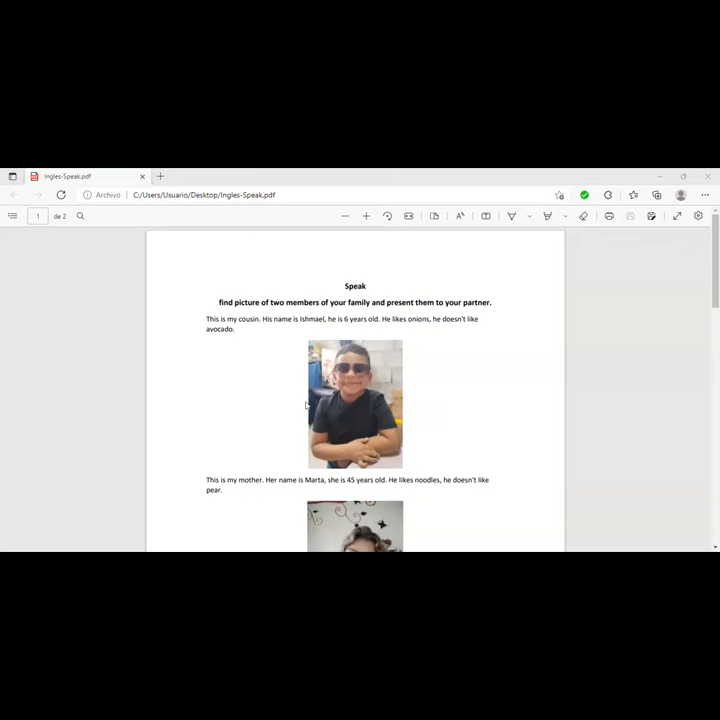 Ingles-Speak.pdf
Archivo
C:/Users/Usuario/Desktop/Ingles-Speak.pdf
1
de 2
Speak
find picture of two members of your family and present them to your partner.
This is my cousin. His name is Ishmael, he is 6 years old. He likes onions, he doesn't like
avocado.
This is my mother. Her name is Marta, she is 45 years old. He likes noodles, he doesn't like
pear.